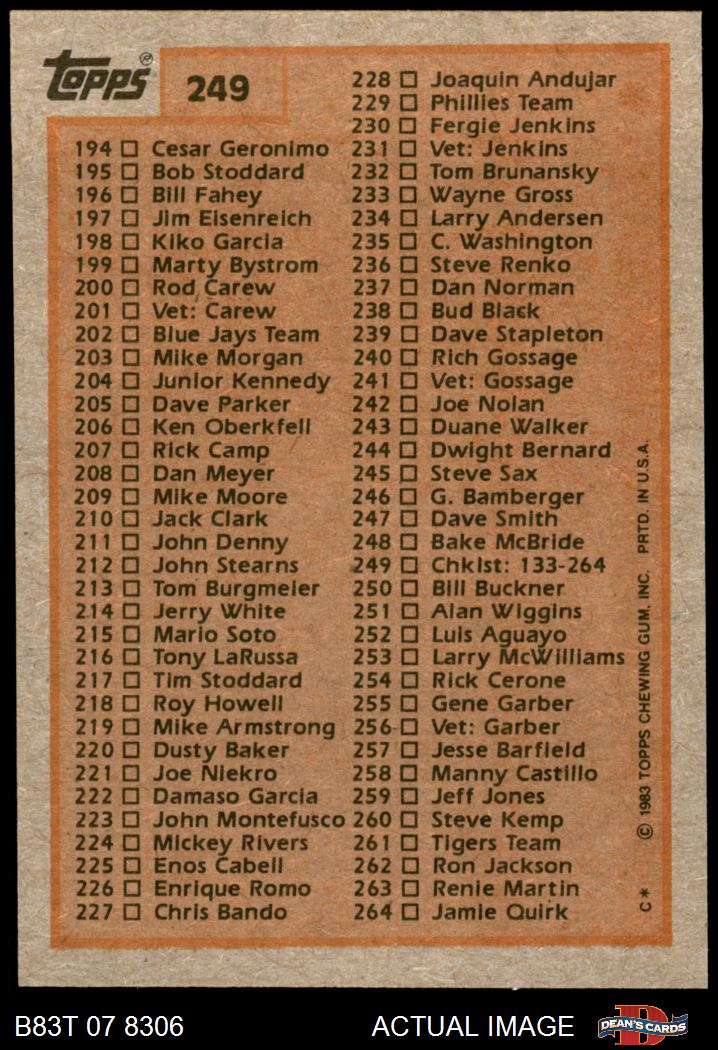 TOPPS ®
249
194 □ Cesar Geronimo
195 □ Bob Stoddard
196 □ Bill Fahey
197 □ Jim Eisenreich
198 □ Kiko Garcia
199 □ Marty Bystrom
200 □ Rod Carew
201 □ Vet: Carew
202 □ Blue Jays Team
203 □ Mike Morgan
204 □ Junior Kennedy
205 □ Dave Parker
206 □ Ken Oberkfell
207 □ Rick Camp
208 □ Dan Meyer
209 □ Mike Moore
210 □ Jack Clark
211 □ John Denny
212 □ John Stearns
213 □ Tom Burgmeier
214 □ Jerry White
215 □ Mario Soto
216 □ Tony LaRussa
217 □ Tim Stoddard
218 □ Roy Howell
219 □ Mike Armstrong
220 □ Dusty Baker
221 □ Joe Niekro
222 □ Damaso Garcia
223 □ John Montefusco
224 □ Mickey Rivers
225 □ Enos Cabell
226 □ Enrique Romo
227 □ Chris Bando
228 □ Joaquin Andujar
229 □ Phillies Team
230 □ Fergie Jenkins
231 □ Vet: Jenkins
232 □ Tom Brunansky
233 □ Wayne Gross
234 □ Larry Andersen
235 □ C. Washington
236 □ Steve Renko
237 □ Dan Norman
238 □ Bud Black
239 □ Dave Stapleton
240 □ Rich Gossage
241 □ Vet: Gossage
242 □ Joe Nolan
243 □ Duane Walker
244 □ Dwight Bernard
245 □ Steve Sax
246 □ G. Bamberger
247 □ Dave Smith
248 □ Bake McBride
249 □ Chklst: 133-264
250 □ Bill Buckner
251 □ Alan Wiggins
252 □ Luis Aguayo
253 □ Larry McWilliams
254 □ Rick Cerone
255 □ Gene Garber
256 □ Vet: Garber
257 □ Jesse Barfield
258 □ Manny Castillo
259 □ Jeff Jones
260 □ Steve Kemp
261 □ Tigers Team
262 □ Ron Jackson
263 □ Renie Martin
264 □ Jamie Quirk
C* © 1983 TOPPS CHEWING GUM, INC. PRTD. IN U.S.A.
B83T 07 8306 ACTUAL IMAGE
D DEAN'S CARDS